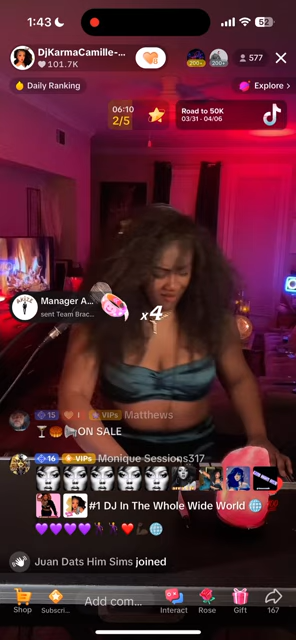 1:43
52
DjKarmaCamille-...
101.7K
200+
200+
577
Daily Ranking
Explore >
06:10
2/5
Road to 50K
03/31 - 04/06
Manager A...
sent Team Brac...
x4
15
I
VIPs
Matthews
ON SALE
16
VIPs
Monique Sessions317
#1 DJ In The Whole Wide World
Juan Dats Him Sims joined
Shop
Subscri...
Add com...
Interact
Rose
Gift
167